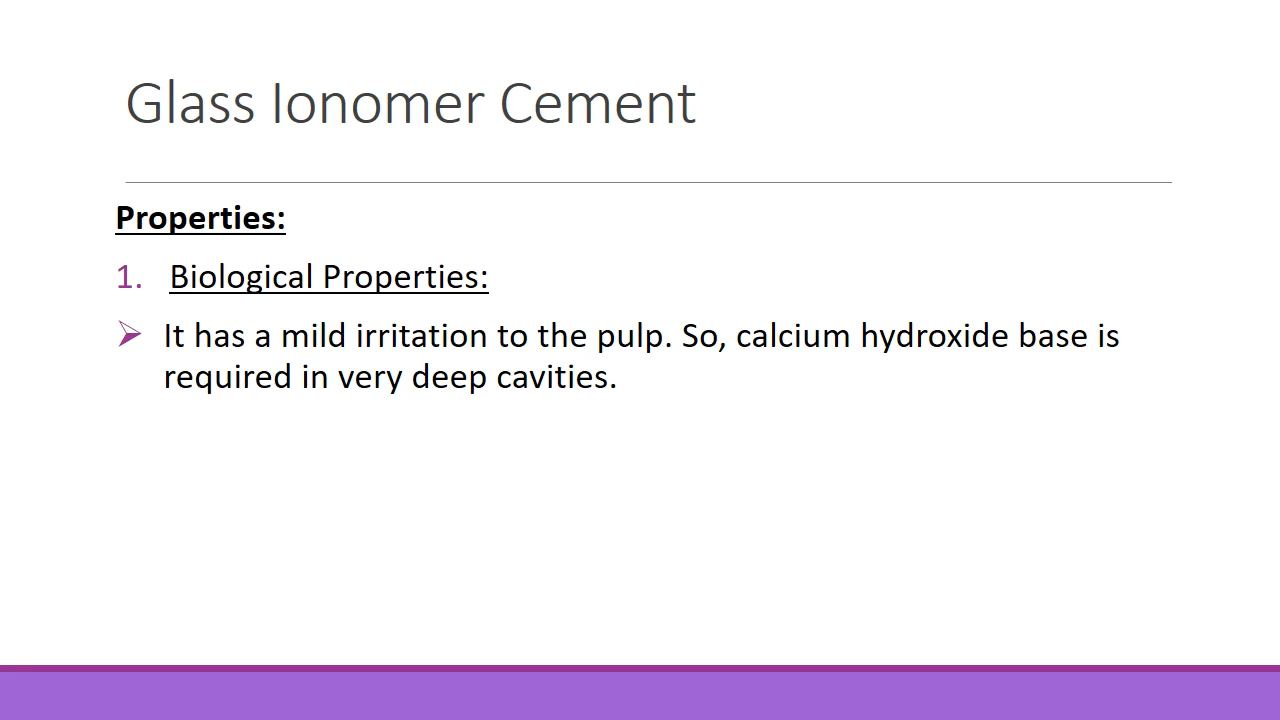 Glass Ionomer Cement
Properties:
1. Biological Properties:
➢ It has a mild irritation to the pulp. So, calcium hydroxide base is
required in very deep cavities.